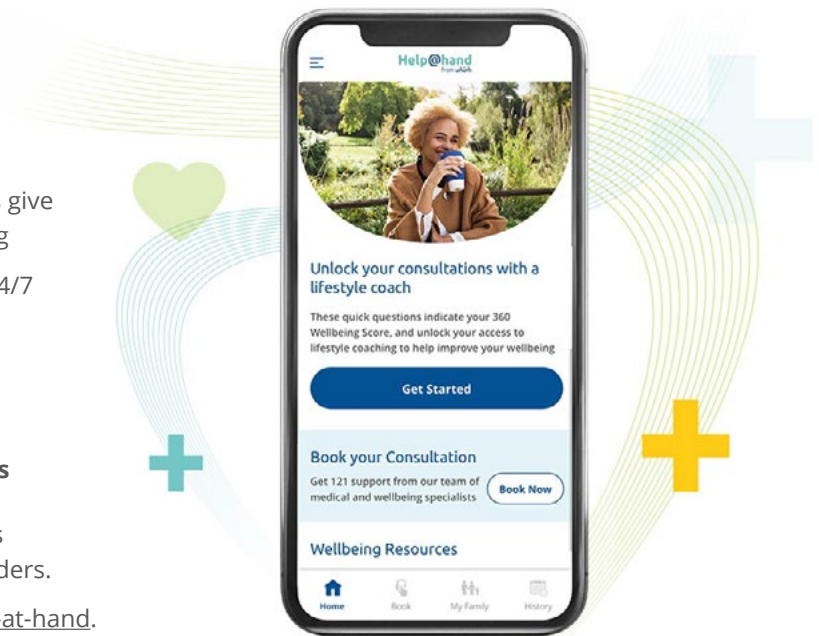 give
g
4/7
s
s
ders.
-at-hand.
Help@hand
from
Unlock your consultations with a
lifestyle coach
These quick questions indicate your 360
Wellbeing Score, and unlock your access to
lifestyle coaching to help improve your wellbeing
Get Started
Book your Consultation
Get 121 support from our team of
medical and wellbeing specialists
Book Now
Wellbeing Resources
Home
Book
My Family
History